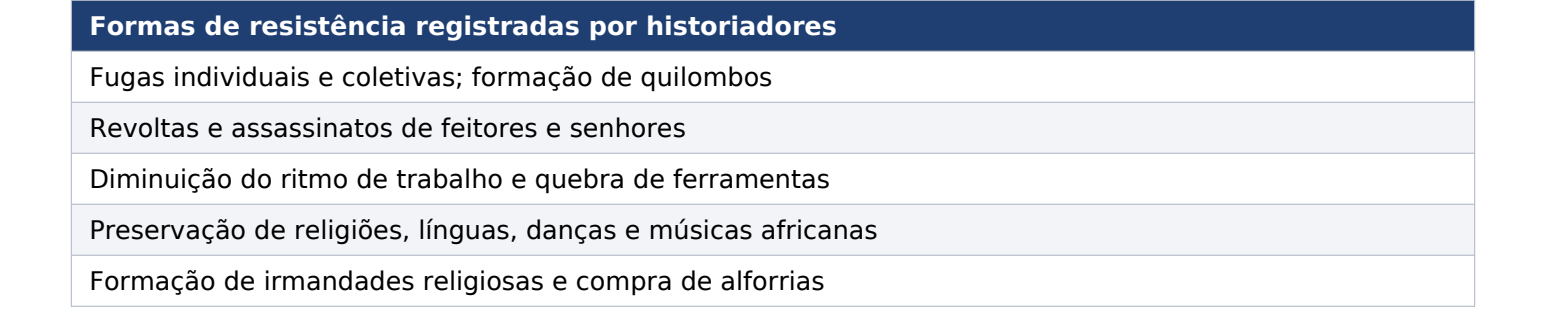 Formas de resistência registradas por historiadores
Fugas individuais e coletivas; formação de quilombos
Revoltas e assassinatos de feitores e senhores
Diminuição do ritmo de trabalho e quebra de ferramentas
Preservação de religiões, línguas, danças e músicas africanas
Formação de irmandades religiosas e compra de alforrias